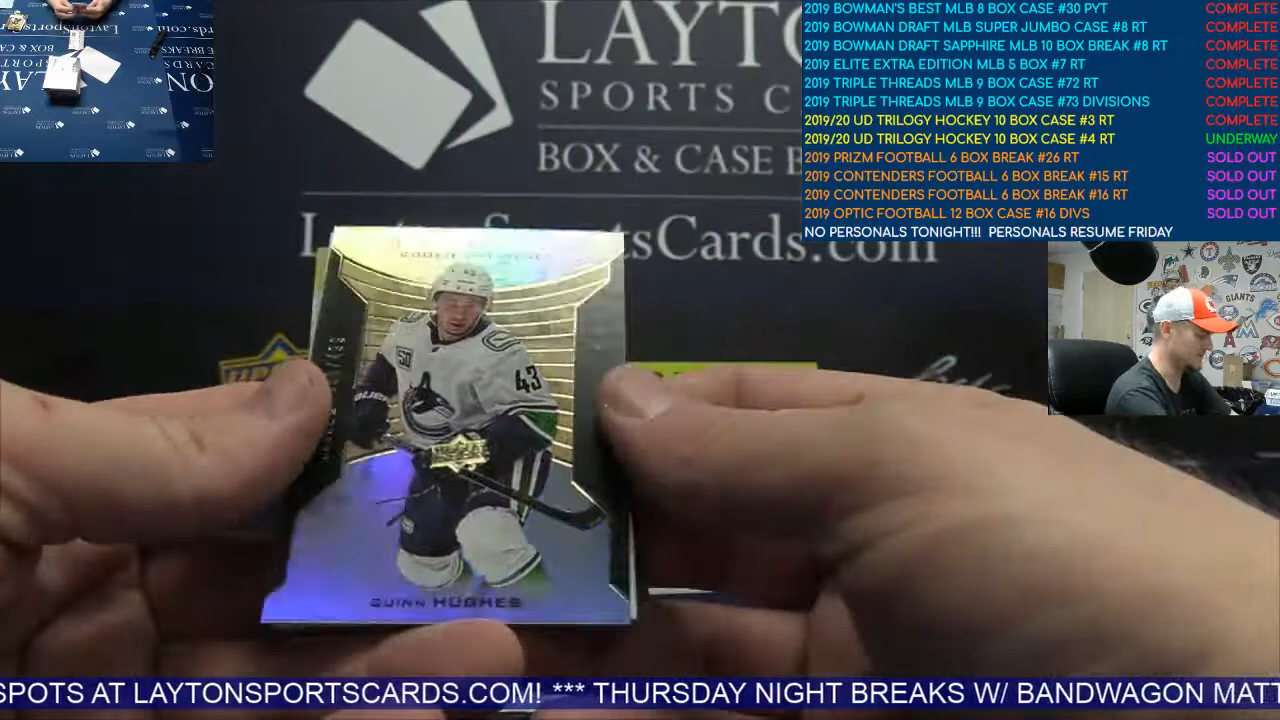 2019 BOWMAN'S BEST MLB 8 BOX CASE #30 PYT COMPLETE
2019 BOWMAN DRAFT MLB SUPER JUMBO CASE #8 RT COMPLETE
2019 BOWMAN DRAFT SAPPHIRE MLB 10 BOX BREAK #8 RT COMPLETE
2019 ELITE EXTRA EDITION MLB 5 BOX #7 RT COMPLETE
2019 TRIPLE THREADS MLB 9 BOX CASE #72 RT COMPLETE
2019 TRIPLE THREADS MLB 9 BOX CASE #73 DIVISIONS COMPLETE
2019/20 UD TRILOGY HOCKEY 10 BOX CASE #3 RT COMPLETE
2019/20 UD TRILOGY HOCKEY 10 BOX CASE #4 RT UNDERWAY
2019 PRIZM FOOTBALL 6 BOX BREAK #26 RT SOLD OUT
2019 CONTENDERS FOOTBALL 6 BOX BREAK #15 RT SOLD OUT
2019 CONTENDERS FOOTBALL 6 BOX BREAK #16 RT SOLD OUT
2019 OPTIC FOOTBALL 12 BOX CASE #16 DIVS SOLD OUT
NO PERSONALS TONIGHT!!! PERSONALS RESUME FRIDAY
LAYTO
SPORTS C
BOX & CASE B
LaytonSportsCards.com
GIANTS
50
43
QUINN HUGHES
SPOTS AT LAYTONSPORTSCARDS.COM! *** THURSDAY NIGHT BREAKS W/ BANDWAGON MATT